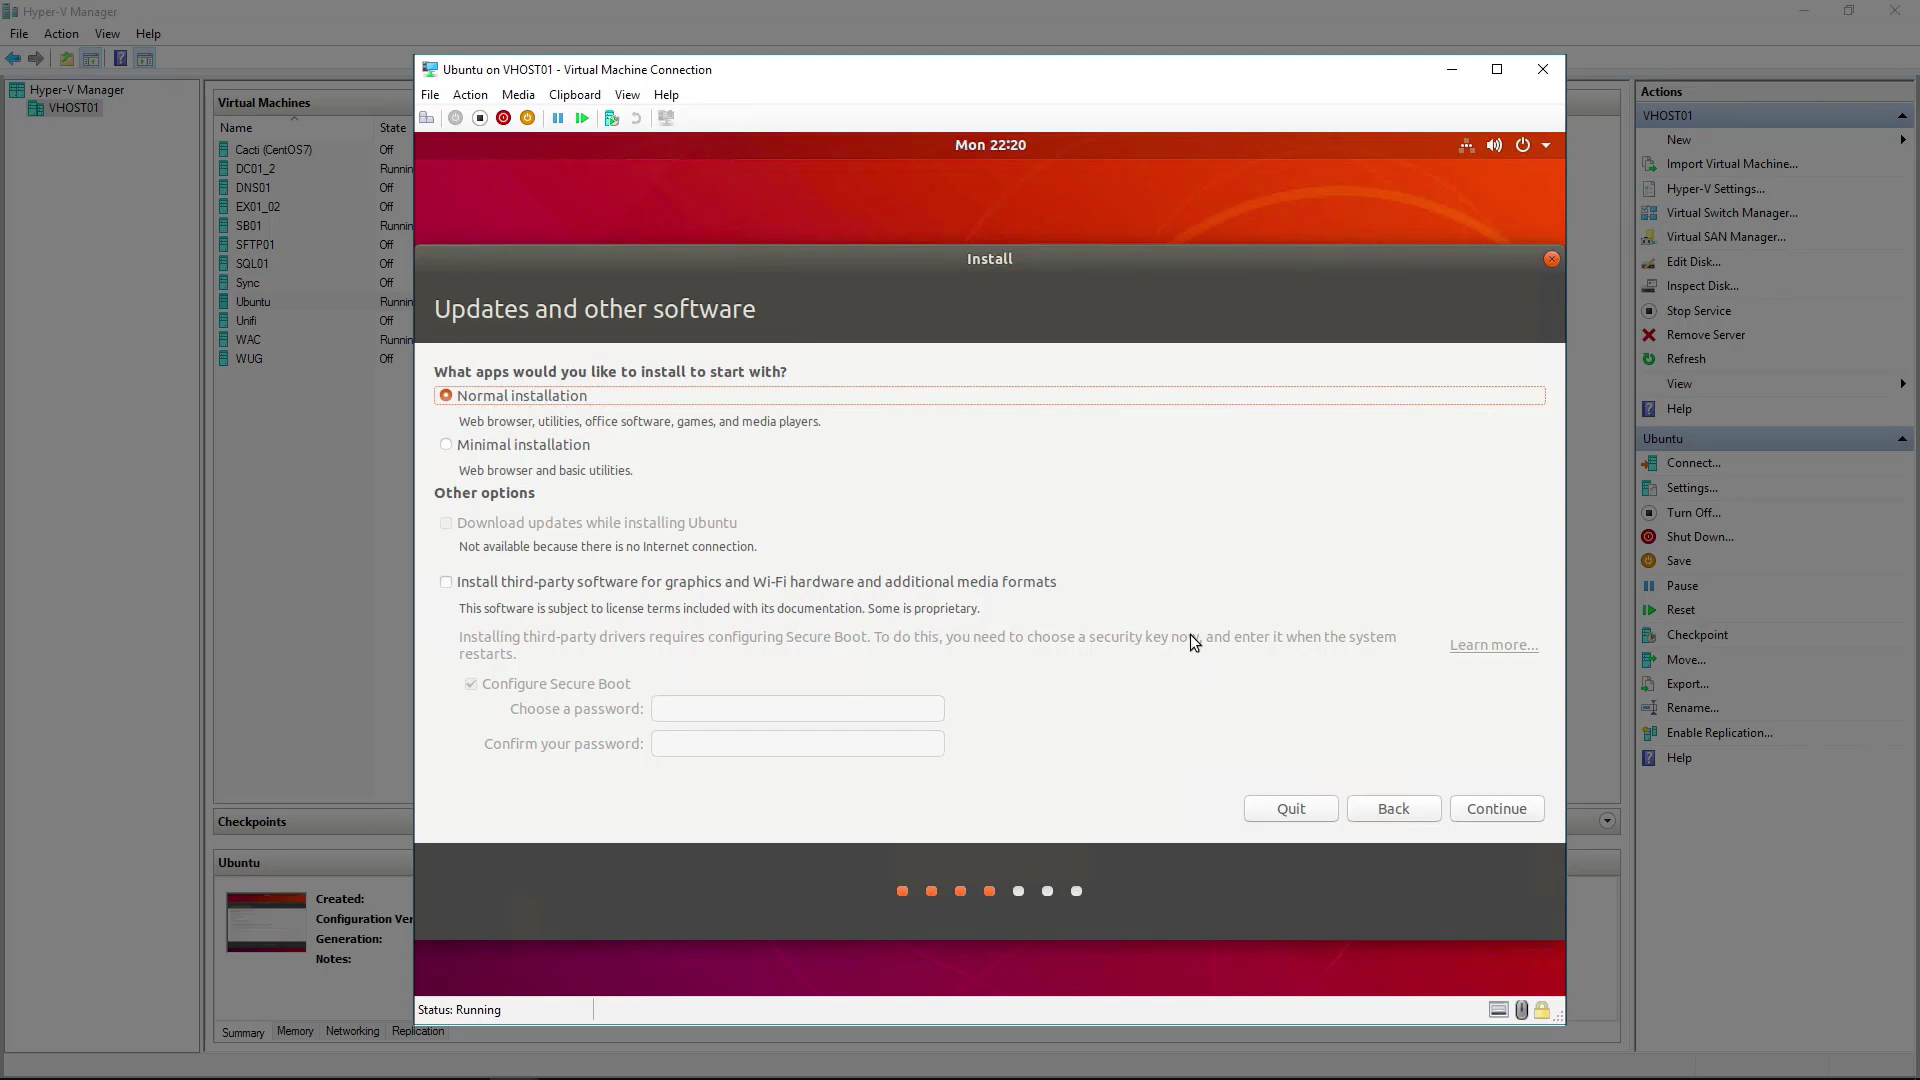 Hyper-V Manager
File Action View Help
Hyper-V Manager
VHOST01
Virtual Machines
Name State
Cacti (CentOS7) Off
DC01_2 Runnin
DNS01 Off
EX01_02 Off
SB01 Runnin
SFTP01 Off
SQL01 Off
Sync Off
Ubuntu Runnin
Unifi Off
WAC Runnin
WUG Off
Checkpoints
Ubuntu
Created:
Configuration Ver
Generation:
Notes:
Summary Memory Networking Replication
Ubuntu on VHOST01 - Virtual Machine Connection
File Action Media Clipboard View Help
Mon 22:20
Install
Updates and other software
What apps would you like to install to start with?
Normal installation
Web browser, utilities, office software, games, and media players.
Minimal installation
Web browser and basic utilities.
Other options
Download updates while installing Ubuntu
Not available because there is no Internet connection.
Install third-party software for graphics and Wi-Fi hardware and additional media formats
This software is subject to license terms included with its documentation. Some is proprietary.
Installing third-party drivers requires configuring Secure Boot. To do this, you need to choose a security key now, and enter it when the system
restarts.
Learn more...
Configure Secure Boot
Choose a password:
Confirm your password:
Quit Back Continue
Status: Running
Actions
VHOST01
New
Import Virtual Machine...
Hyper-V Settings...
Virtual Switch Manager...
Virtual SAN Manager...
Edit Disk...
Inspect Disk...
Stop Service
Remove Server
Refresh
View
Help
Ubuntu
Connect...
Settings...
Turn Off...
Shut Down...
Save
Pause
Reset
Checkpoint
Move...
Export...
Rename...
Enable Replication...
Help